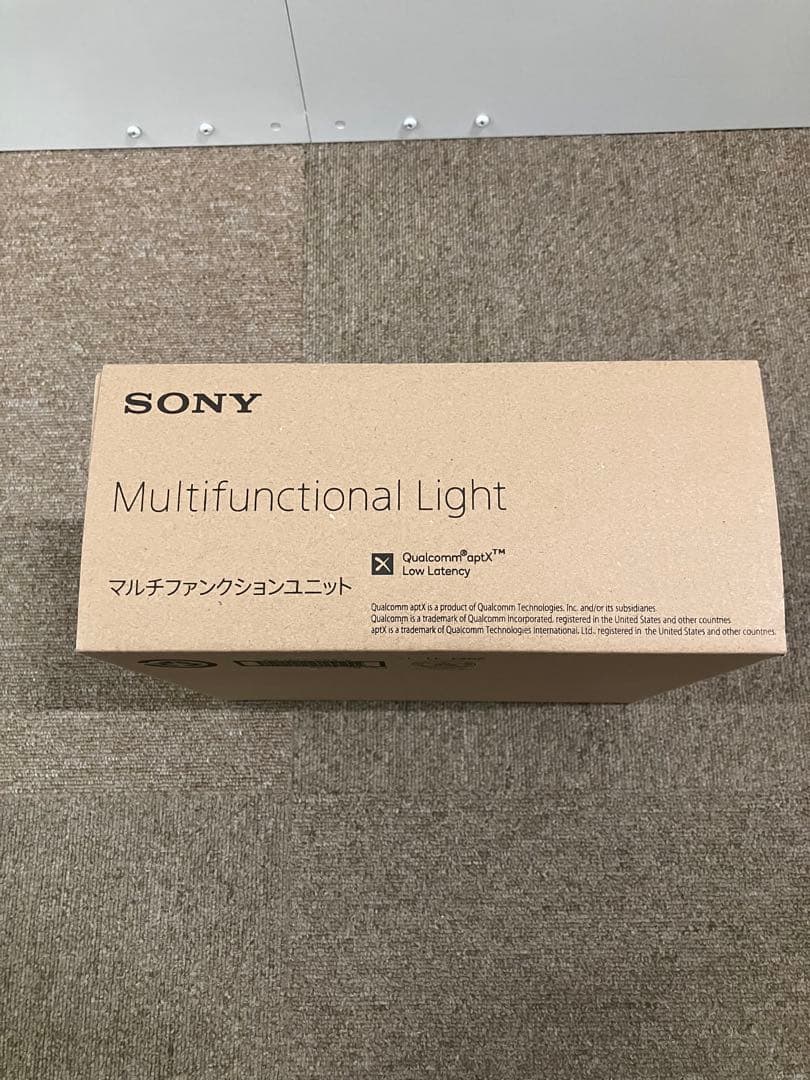 SONY
Multifunctional Light
マルチファンクションユニット
Qualcomm® aptX™
Low Latency
Qualcomm aptX is a product of Qualcomm Technologies, Inc. and/or its subsidiaries.
Qualcomm is a trademark of Qualcomm Incorporated, registered in the United States and other countries.
aptX is a trademark of Qualcomm Technologies International, Ltd., registered in the United States and other countries.